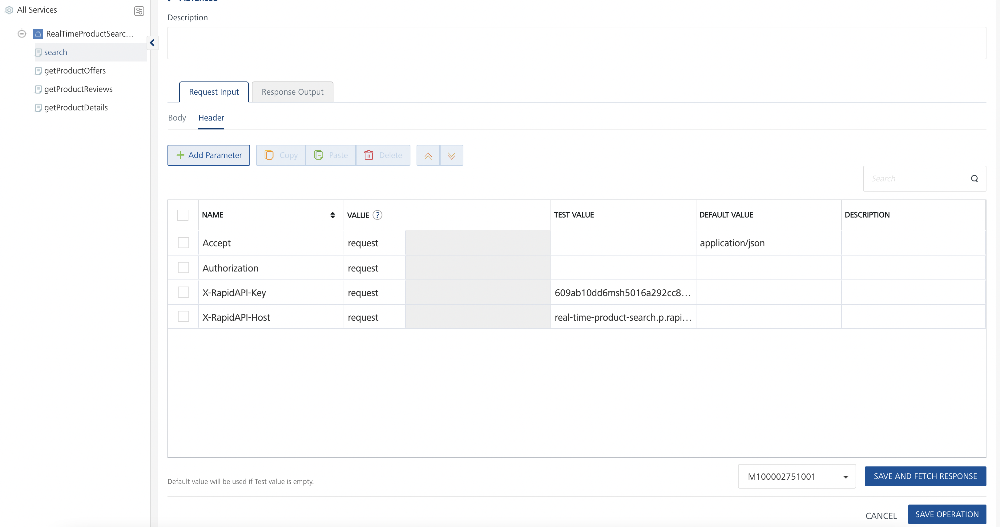 All Services
RealTimeProductSearc...
search
getProductOffers
getProductReviews
getProductDetails
Advanced
Description
Request Input
Response Output
Body
Header
Add Parameter
Copy
Paste
Delete
Search
NAME
VALUE ?
TEST VALUE
DEFAULT VALUE
DESCRIPTION
Accept
request
application/json
Authorization
request
X-RapidAPI-Key
request
609ab10dd6msh5016a292cc8...
X-RapidAPI-Host
request
real-time-product-search.p.rapi...
Default value will be used if Test value is empty.
M100002751001
SAVE AND FETCH RESPONSE
CANCEL
SAVE OPERATION